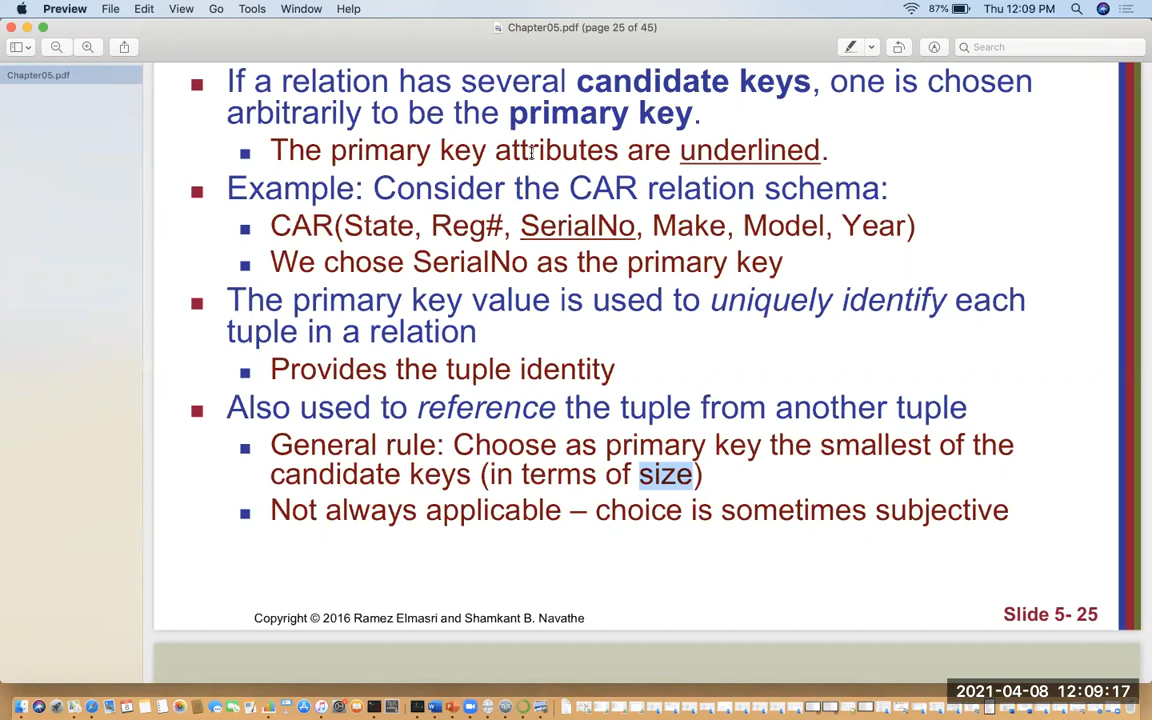 Preview File Edit View Go Tools Window Help 87% Thu 12:09 PM
Chapter05.pdf (page 25 of 45)
Search
Chapter05.pdf
If a relation has several candidate keys, one is chosen
arbitrarily to be the primary key.
The primary key attributes are underlined.
Example: Consider the CAR relation schema:
CAR(State, Reg#, SerialNo, Make, Model, Year)
We chose SerialNo as the primary key
The primary key value is used to uniquely identify each
tuple in a relation
Provides the tuple identity
Also used to reference the tuple from another tuple
General rule: Choose as primary key the smallest of the
candidate keys (in terms of size)
Not always applicable – choice is sometimes subjective
Copyright © 2016 Ramez Elmasri and Shamkant B. Navathe
Slide 5- 25
2021-04-08 12:09:17